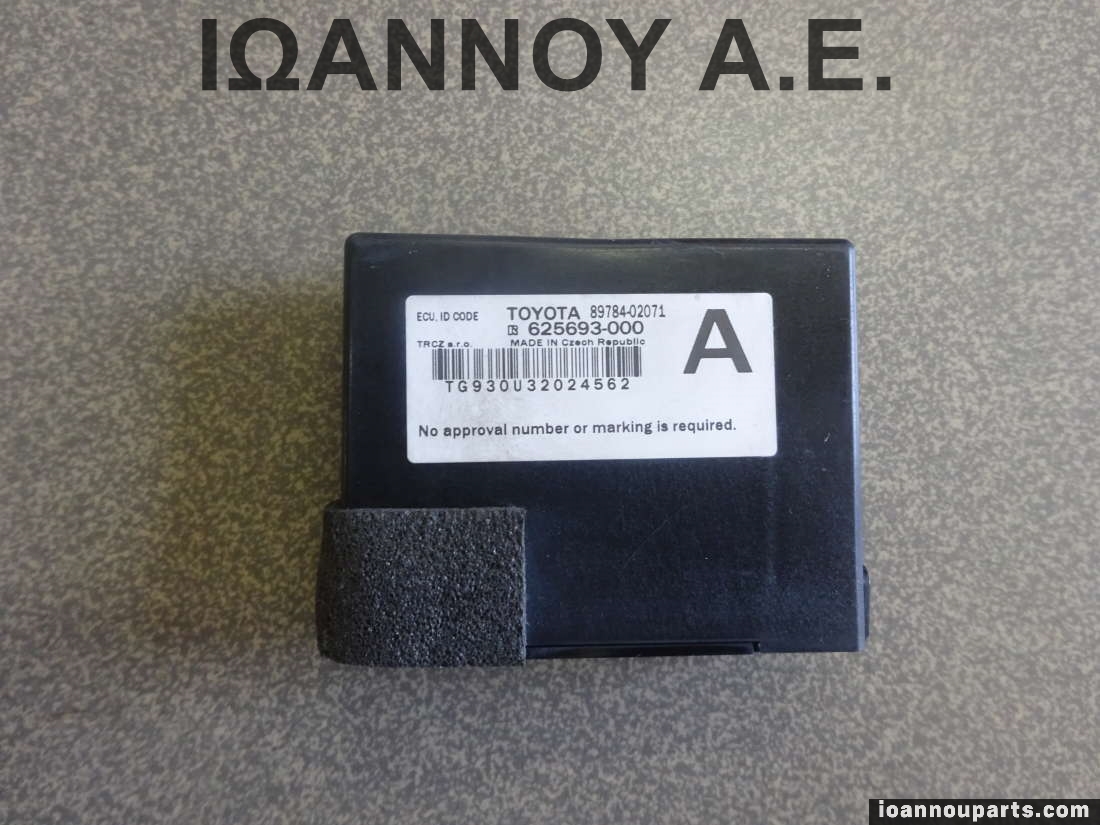 ΙΩΑΝΝΟΥ Α.Ε.
ECU, ID CODE TOYOTA 89784-02071
625693-000
TRCZ s.r.o. MADE IN Czech Republic
A
TG930U32024562
No approval number or marking is required.
ioannouparts.com